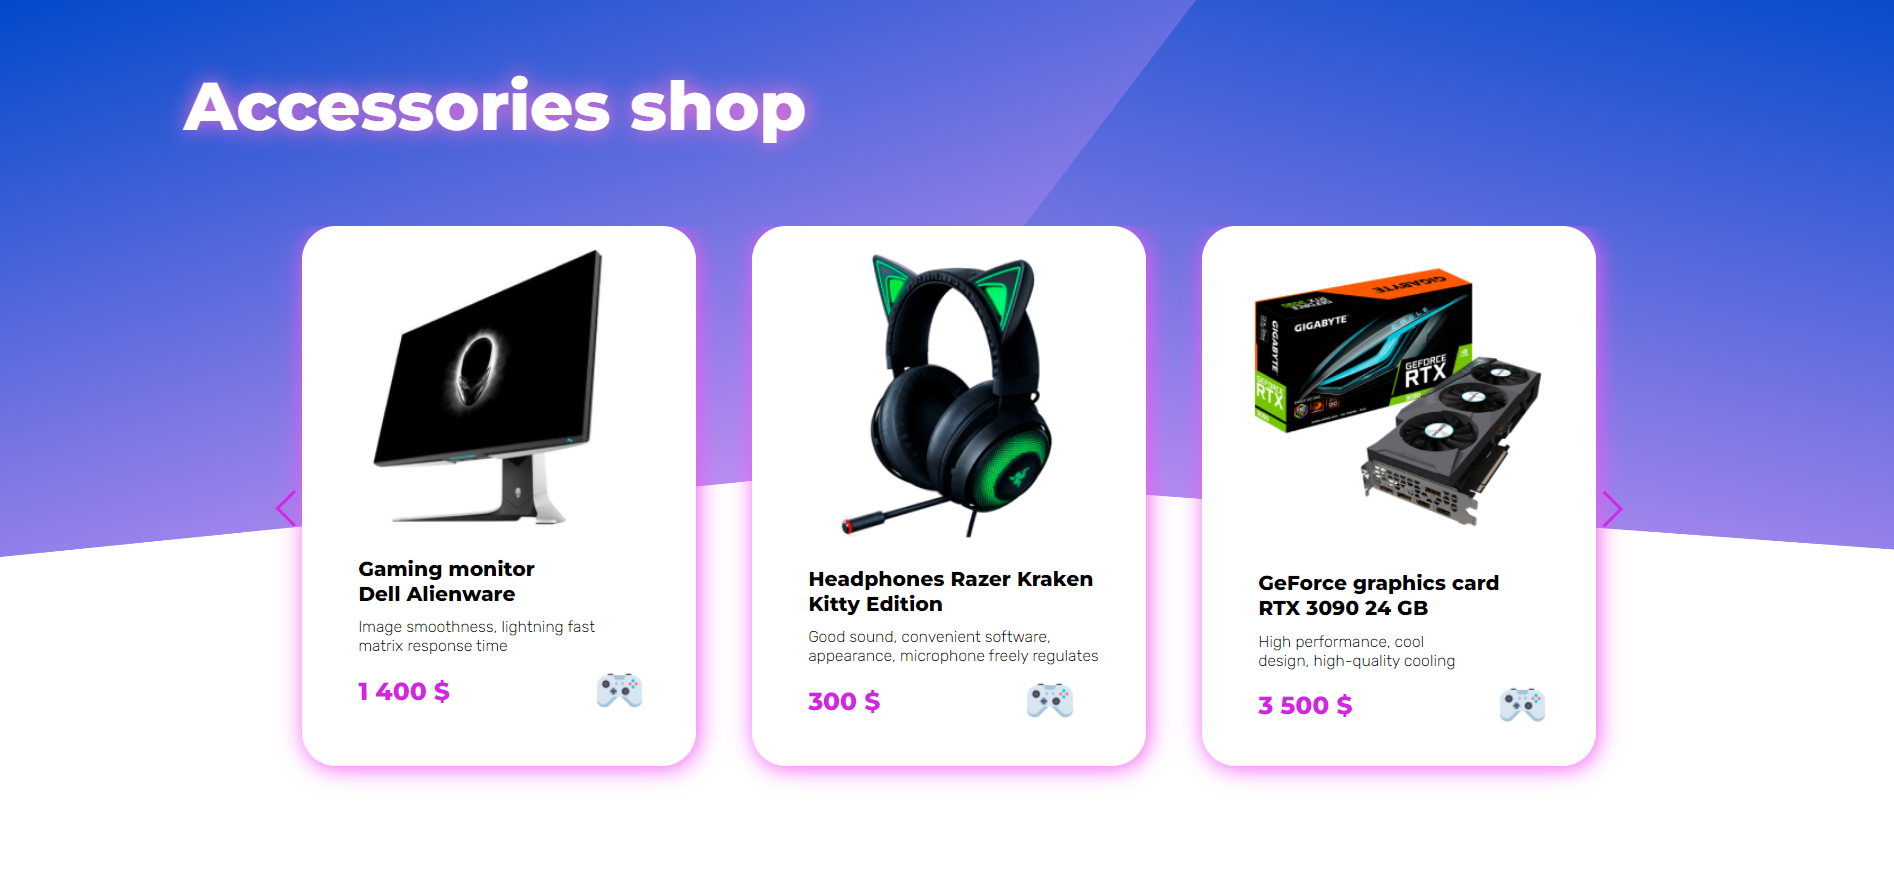 Accessories shop
GIGABYTE
GIGABYTE
GIGABYTE
GEFORCE
RTX
Gaming monitor
Dell Alienware
Image smoothness, lightning fast
matrix response time
1 400 $
Headphones Razer Kraken
Kitty Edition
Good sound, convenient software,
appearance, microphone freely regulates
300 $
GeForce graphics card
RTX 3090 24 GB
High performance, cool
design, high-quality cooling
3 500 $